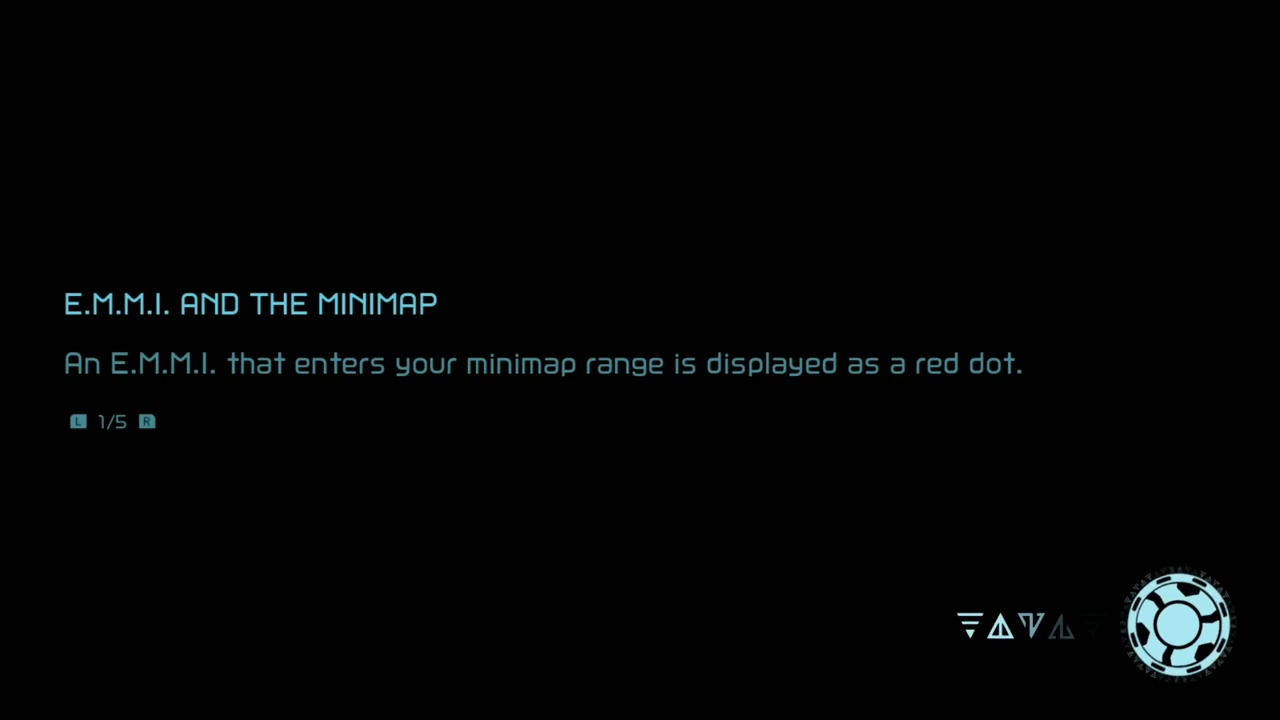 E.M.M.I. AND THE MINIMAP
An E.M.M.I. that enters your minimap range is displayed as a red dot.
L 1/5 R